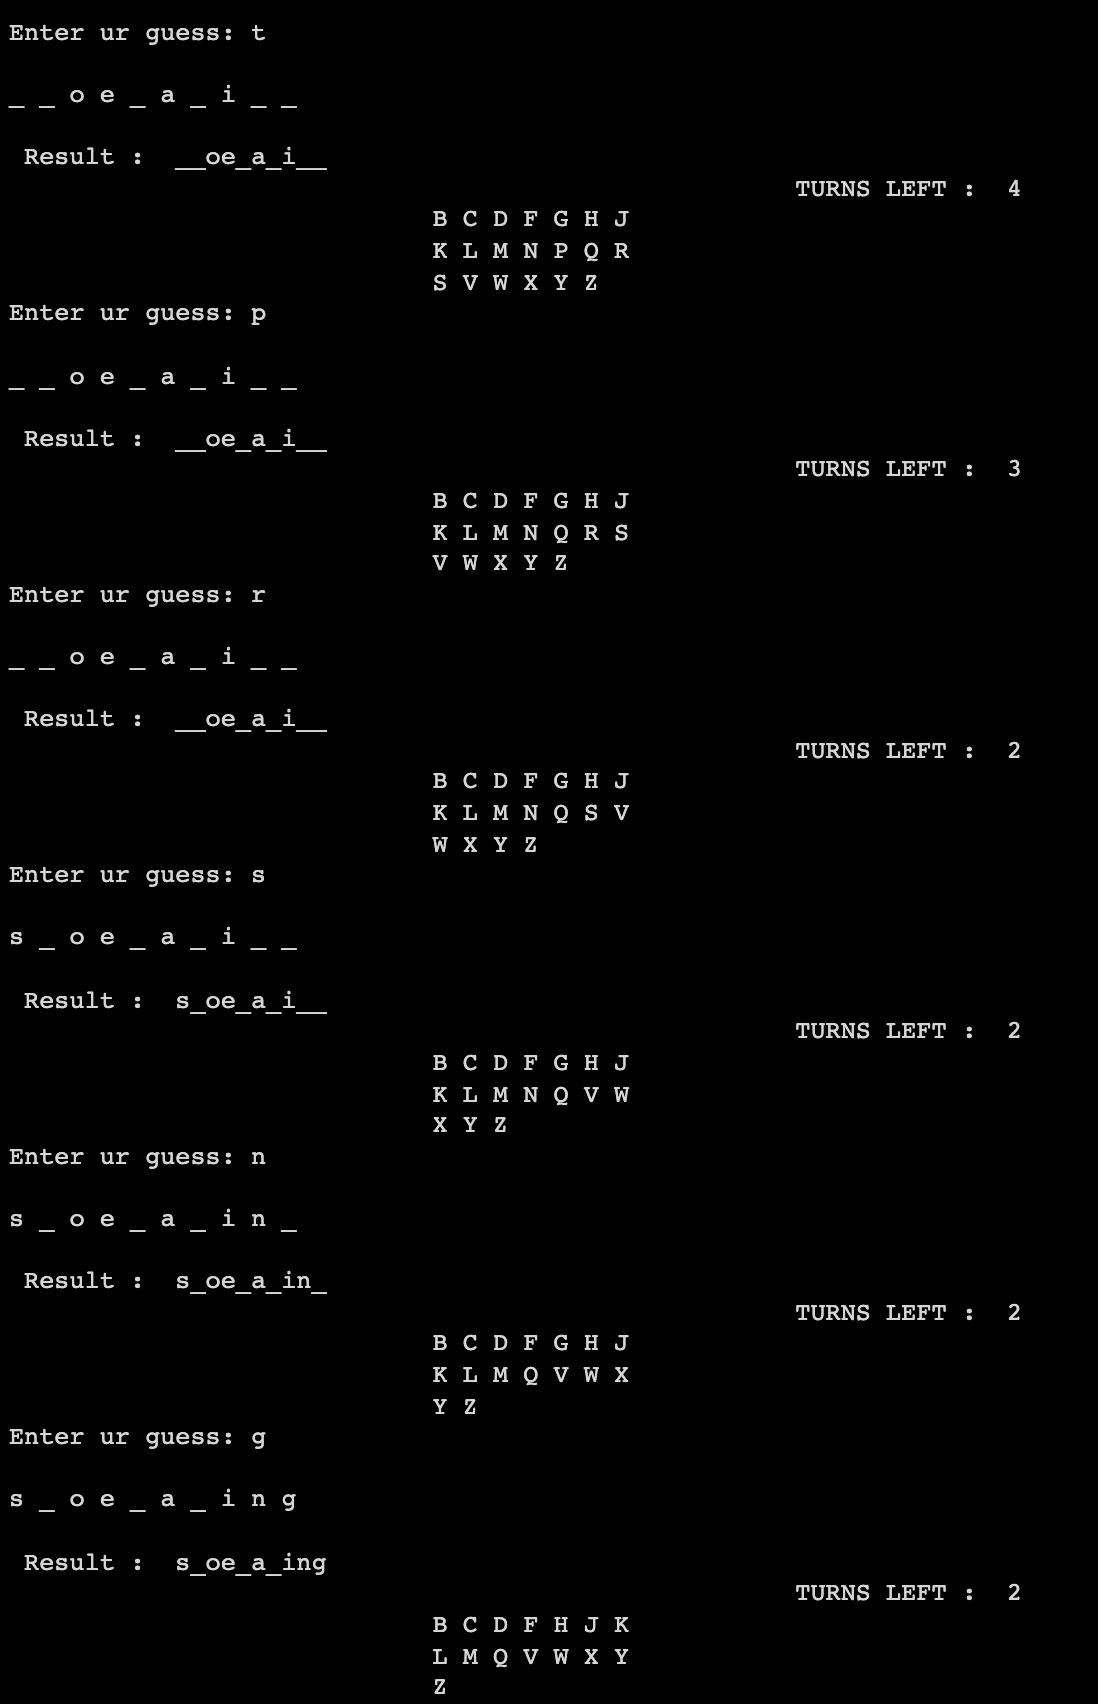 Enter ur guess: t
_ _ o e _ a _ i _ _
Result :  __oe_a_i__
TURNS LEFT :  4
B C D F G H J
K L M N P Q R
S V W X Y Z
Enter ur guess: p
_ _ o e _ a _ i _ _
Result :  __oe_a_i__
TURNS LEFT :  3
B C D F G H J
K L M N Q R S
V W X Y Z
Enter ur guess: r
_ _ o e _ a _ i _ _
Result :  __oe_a_i__
TURNS LEFT :  2
B C D F G H J
K L M N Q S V
W X Y Z
Enter ur guess: s
s _ o e _ a _ i _ _
Result :  s_oe_a_i__
TURNS LEFT :  2
B C D F G H J
K L M N Q V W
X Y Z
Enter ur guess: n
s _ o e _ a _ i n _
Result :  s_oe_a_in_
TURNS LEFT :  2
B C D F G H J
K L M Q V W X
Y Z
Enter ur guess: g
s _ o e _ a _ i n g
Result :  s_oe_a_ing
TURNS LEFT :  2
B C D F H J K
L M Q V W X Y
Z